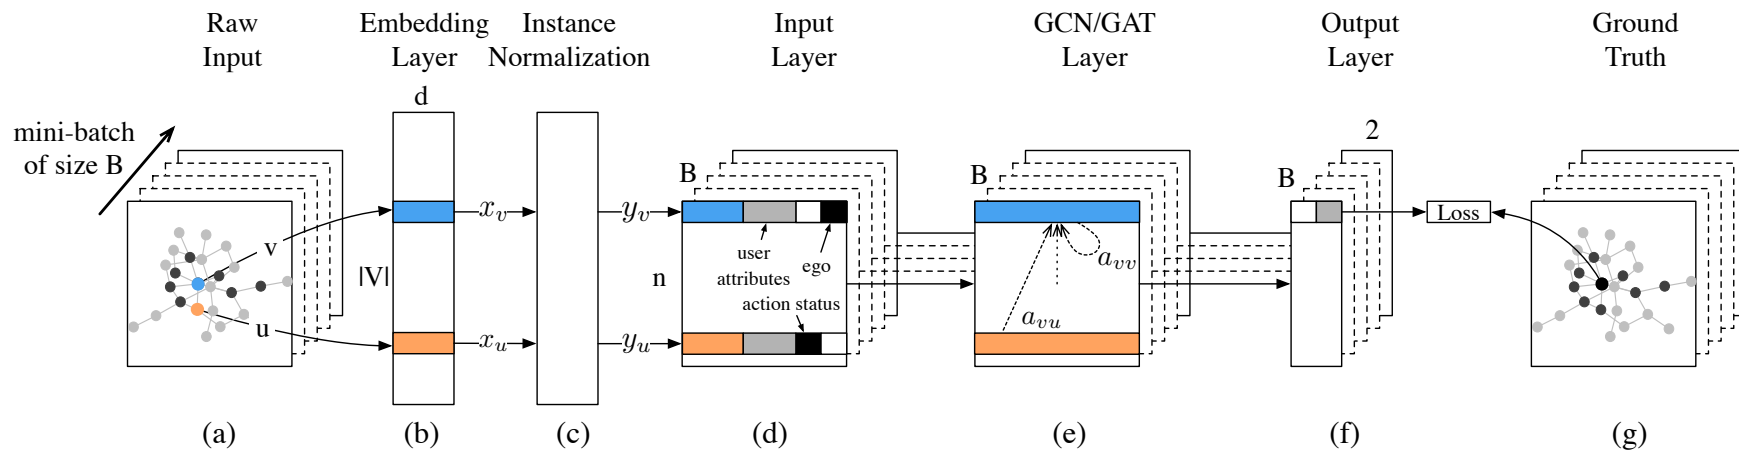 Raw
Input
Embedding
Layer
Instance
Normalization
Input
Layer
GCN/GAT
Layer
Output
Layer
Ground
Truth
mini-batch
of size B
d
|V|
v
u
x_v
x_u
y_v
y_u
B
n
user
attributes
ego
action status
B
a_vv
a_vu
B
2
Loss
(a)
(b)
(c)
(d)
(e)
(f)
(g)